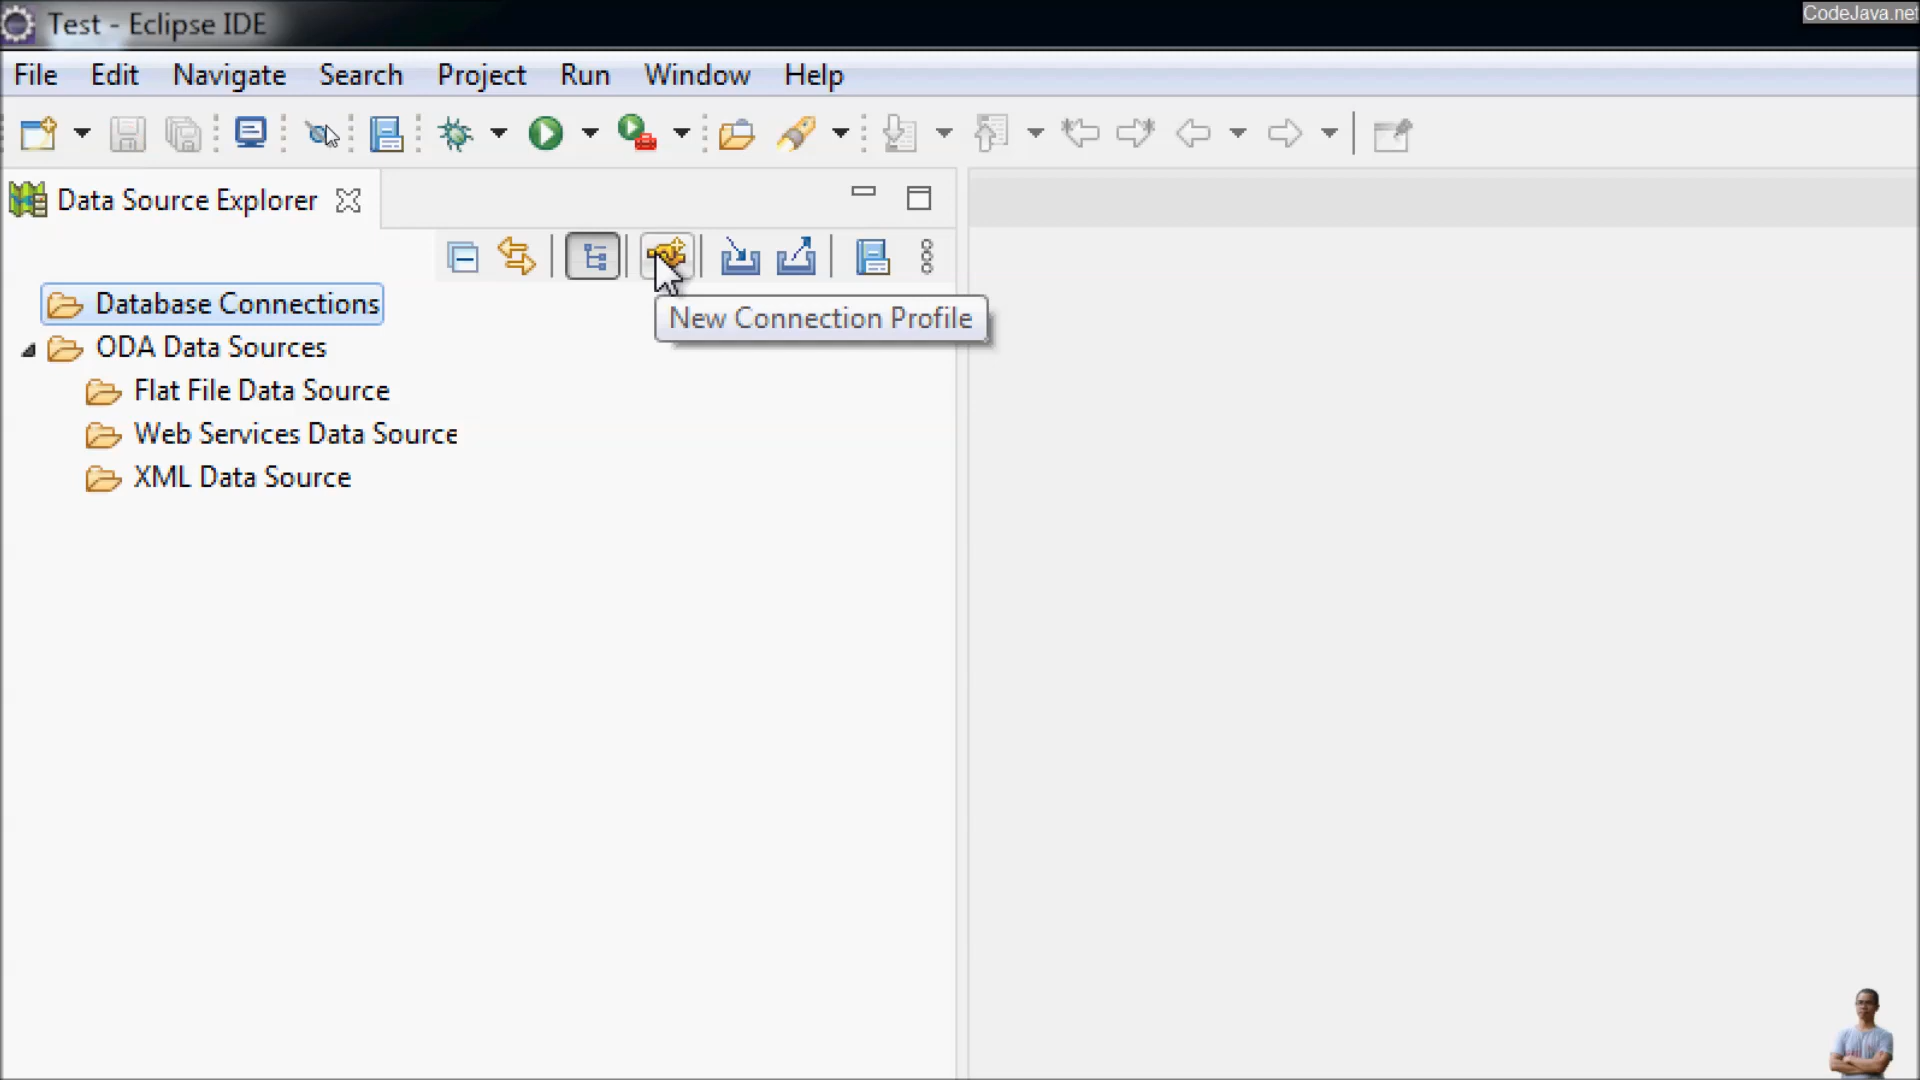 Test - Eclipse IDE
CodeJava.net
File Edit Navigate Search Project Run Window Help
Data Source Explorer
New Connection Profile
Database Connections
ODA Data Sources
Flat File Data Source
Web Services Data Source
XML Data Source